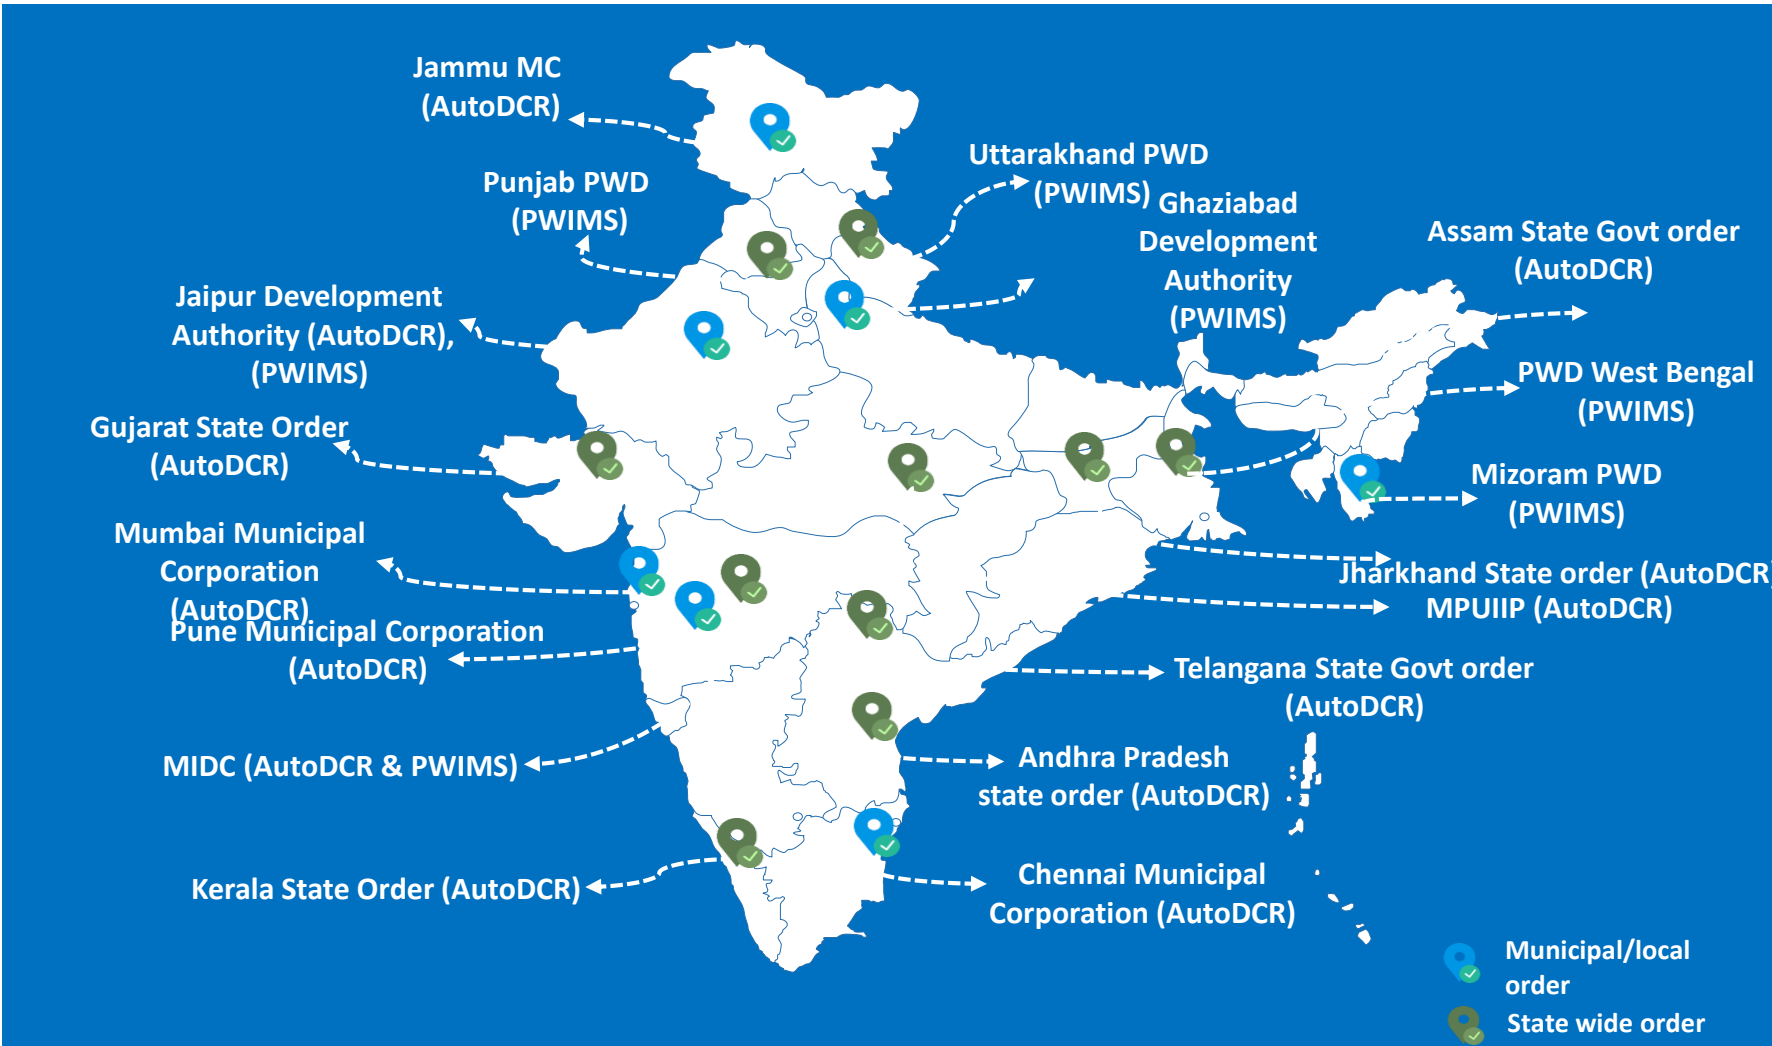 Jammu MC
(AutoDCR)
Punjab PWD
(PWIMS)
Jaipur Development
Authority (AutoDCR),
(PWIMS)
Gujarat State Order
(AutoDCR)
Mumbai Municipal
Corporation
(AutoDCR)
Pune Municipal Corporation
(AutoDCR)
MIDC (AutoDCR & PWIMS)
Kerala State Order (AutoDCR)
Uttarakhand PWD
(PWIMS)
Ghaziabad
Development
Authority
(PWIMS)
Assam State Govt order
(AutoDCR)
PWD West Bengal
(PWIMS)
Mizoram PWD
(PWIMS)
Jharkhand State order (AutoDCR)
MPUIIP (AutoDCR)
Telangana State Govt order
(AutoDCR)
Andhra Pradesh
state order (AutoDCR)
Chennai Municipal
Corporation (AutoDCR)
Municipal/local
order
State wide order